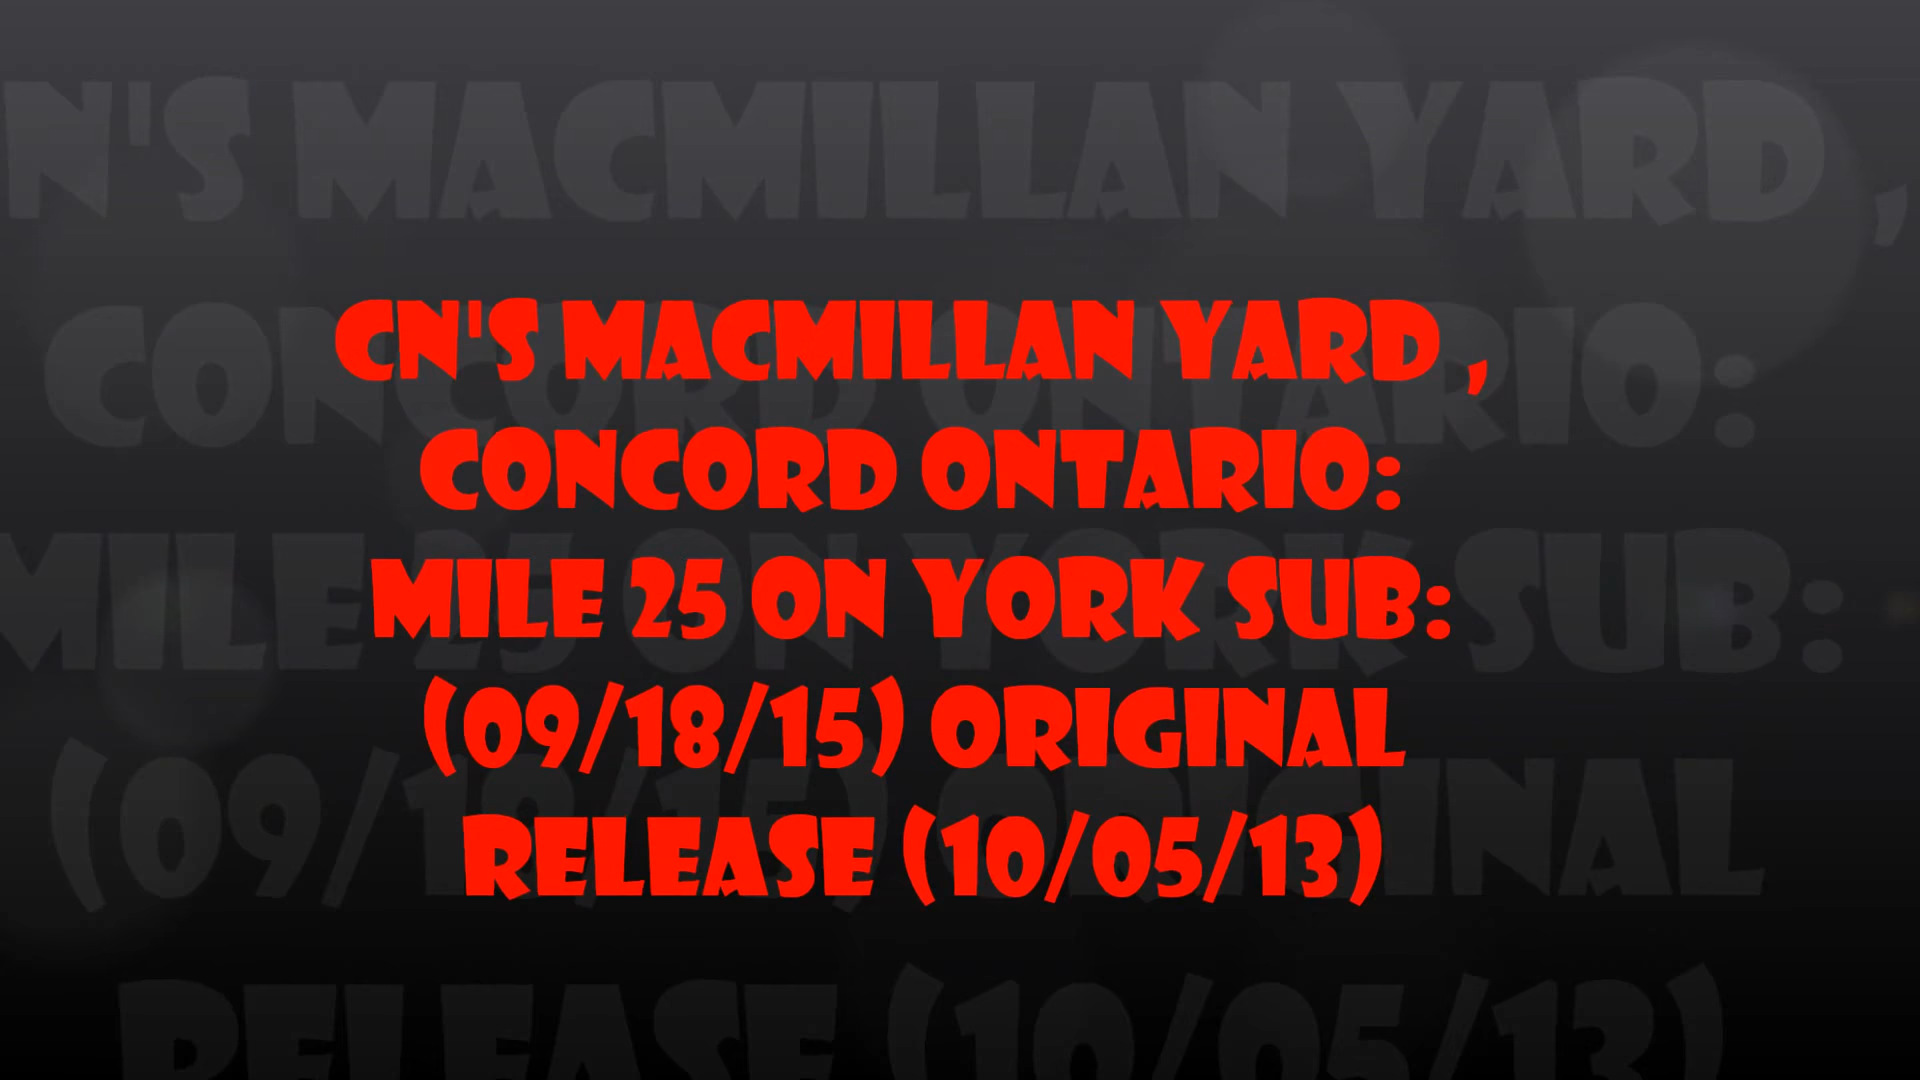 CN'S MACMILLAN YARD ,
CONCORD ONTARIO:
MILE 25 ON YORK SUB:
(09/18/15) ORIGINAL
RELEASE (10/05/13)